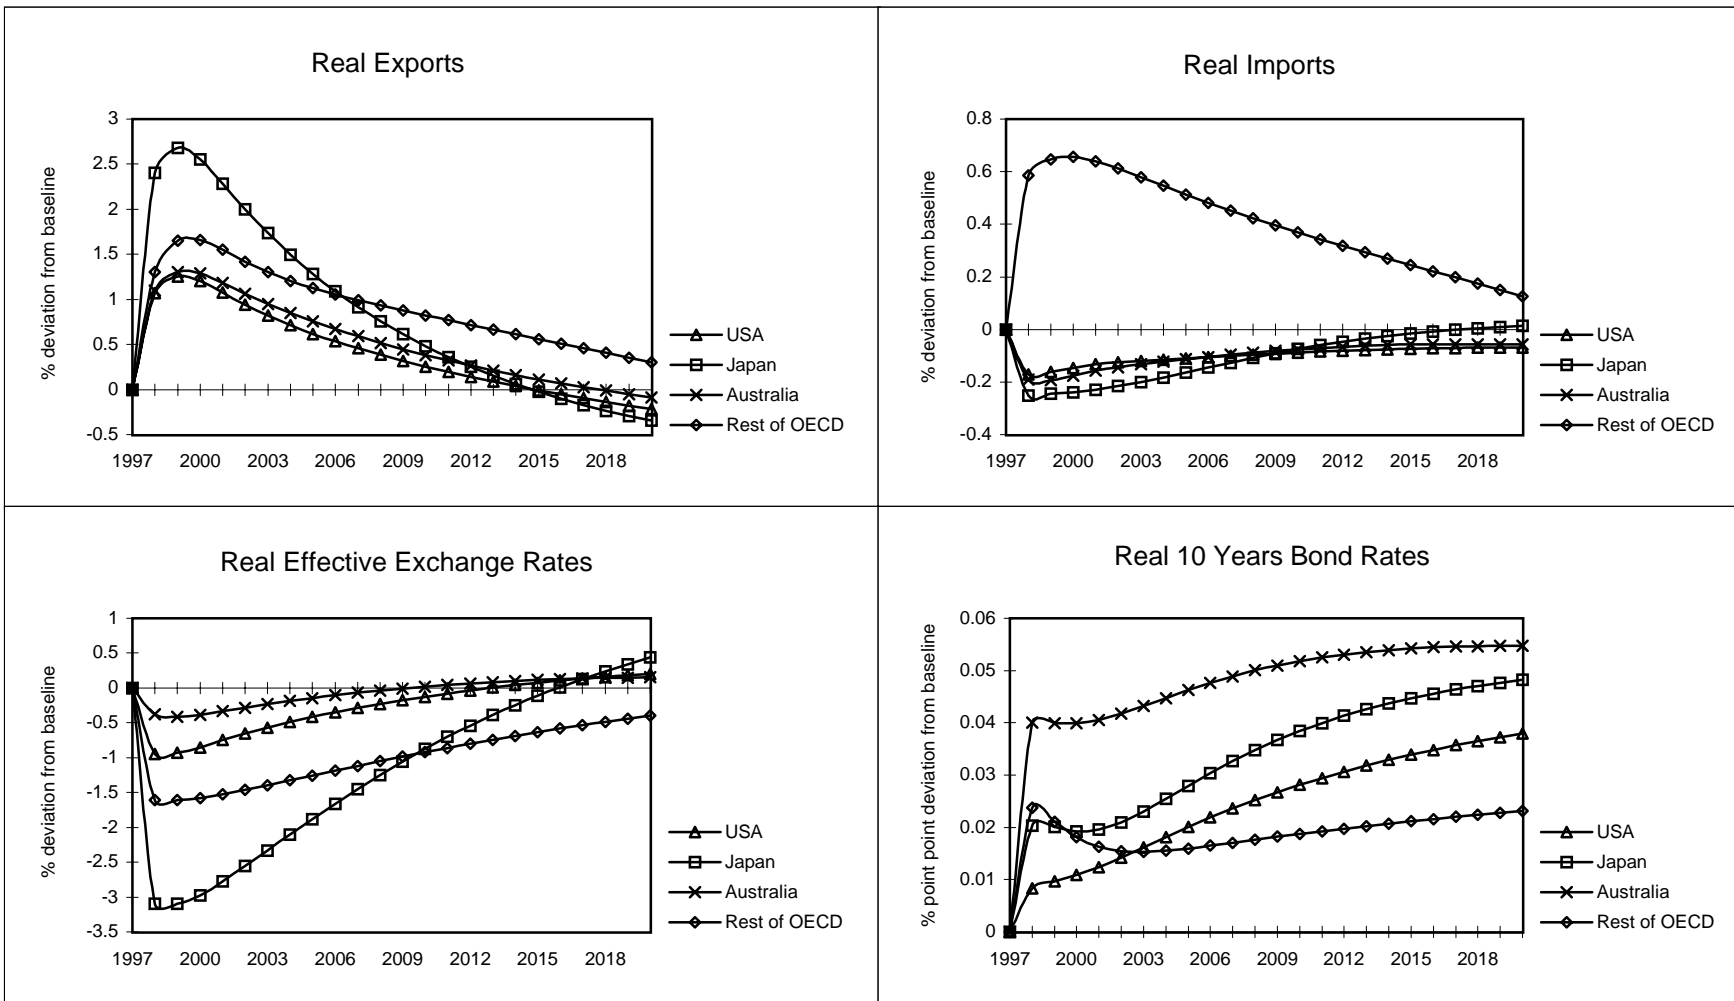 Real Exports
% deviation from baseline
3
2.5
2
1.5
1
0.5
0
-0.5
1997 2000 2003 2006 2009 2012 2015 2018
USA
Japan
Australia
Rest of OECD
Real Imports
% deviation from baseline
0.8
0.6
0.4
0.2
0
-0.2
-0.4
1997 2000 2003 2006 2009 2012 2015 2018
USA
Japan
Australia
Rest of OECD
Real Effective Exchange Rates
% deviation from baseline
1
0.5
0
-0.5
-1
-1.5
-2
-2.5
-3
-3.5
1997 2000 2003 2006 2009 2012 2015 2018
USA
Japan
Australia
Rest of OECD
Real 10 Years Bond Rates
% point point deviation from baseline
0.06
0.05
0.04
0.03
0.02
0.01
0
1997 2000 2003 2006 2009 2012 2015 2018
USA
Japan
Australia
Rest of OECD